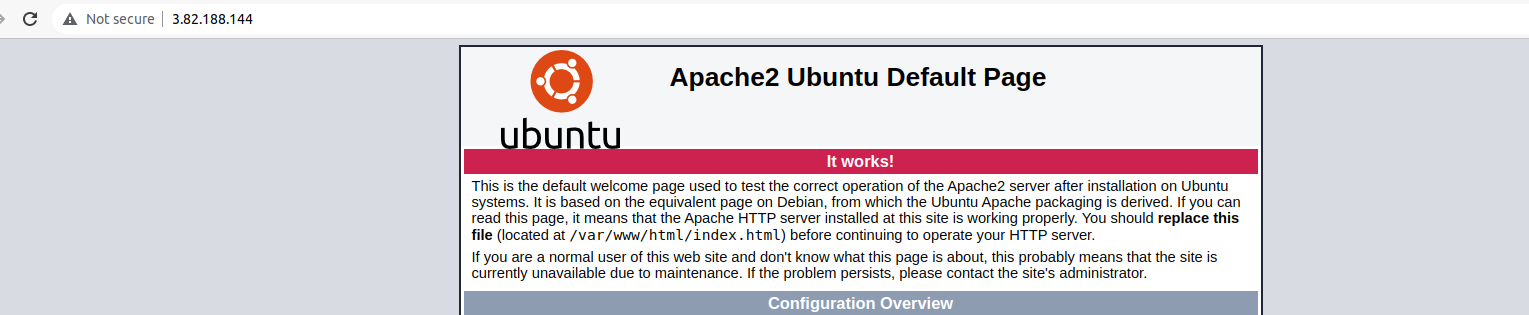 Not secure 3.82.188.144
Apache2 Ubuntu Default Page
ubuntu
It works!
This is the default welcome page used to test the correct operation of the Apache2 server after installation on Ubuntu
systems. It is based on the equivalent page on Debian, from which the Ubuntu Apache packaging is derived. If you can
read this page, it means that the Apache HTTP server installed at this site is working properly. You should replace this
file (located at /var/www/html/index.html) before continuing to operate your HTTP server.
If you are a normal user of this web site and don't know what this page is about, this probably means that the site is
currently unavailable due to maintenance. If the problem persists, please contact the site's administrator.
Configuration Overview